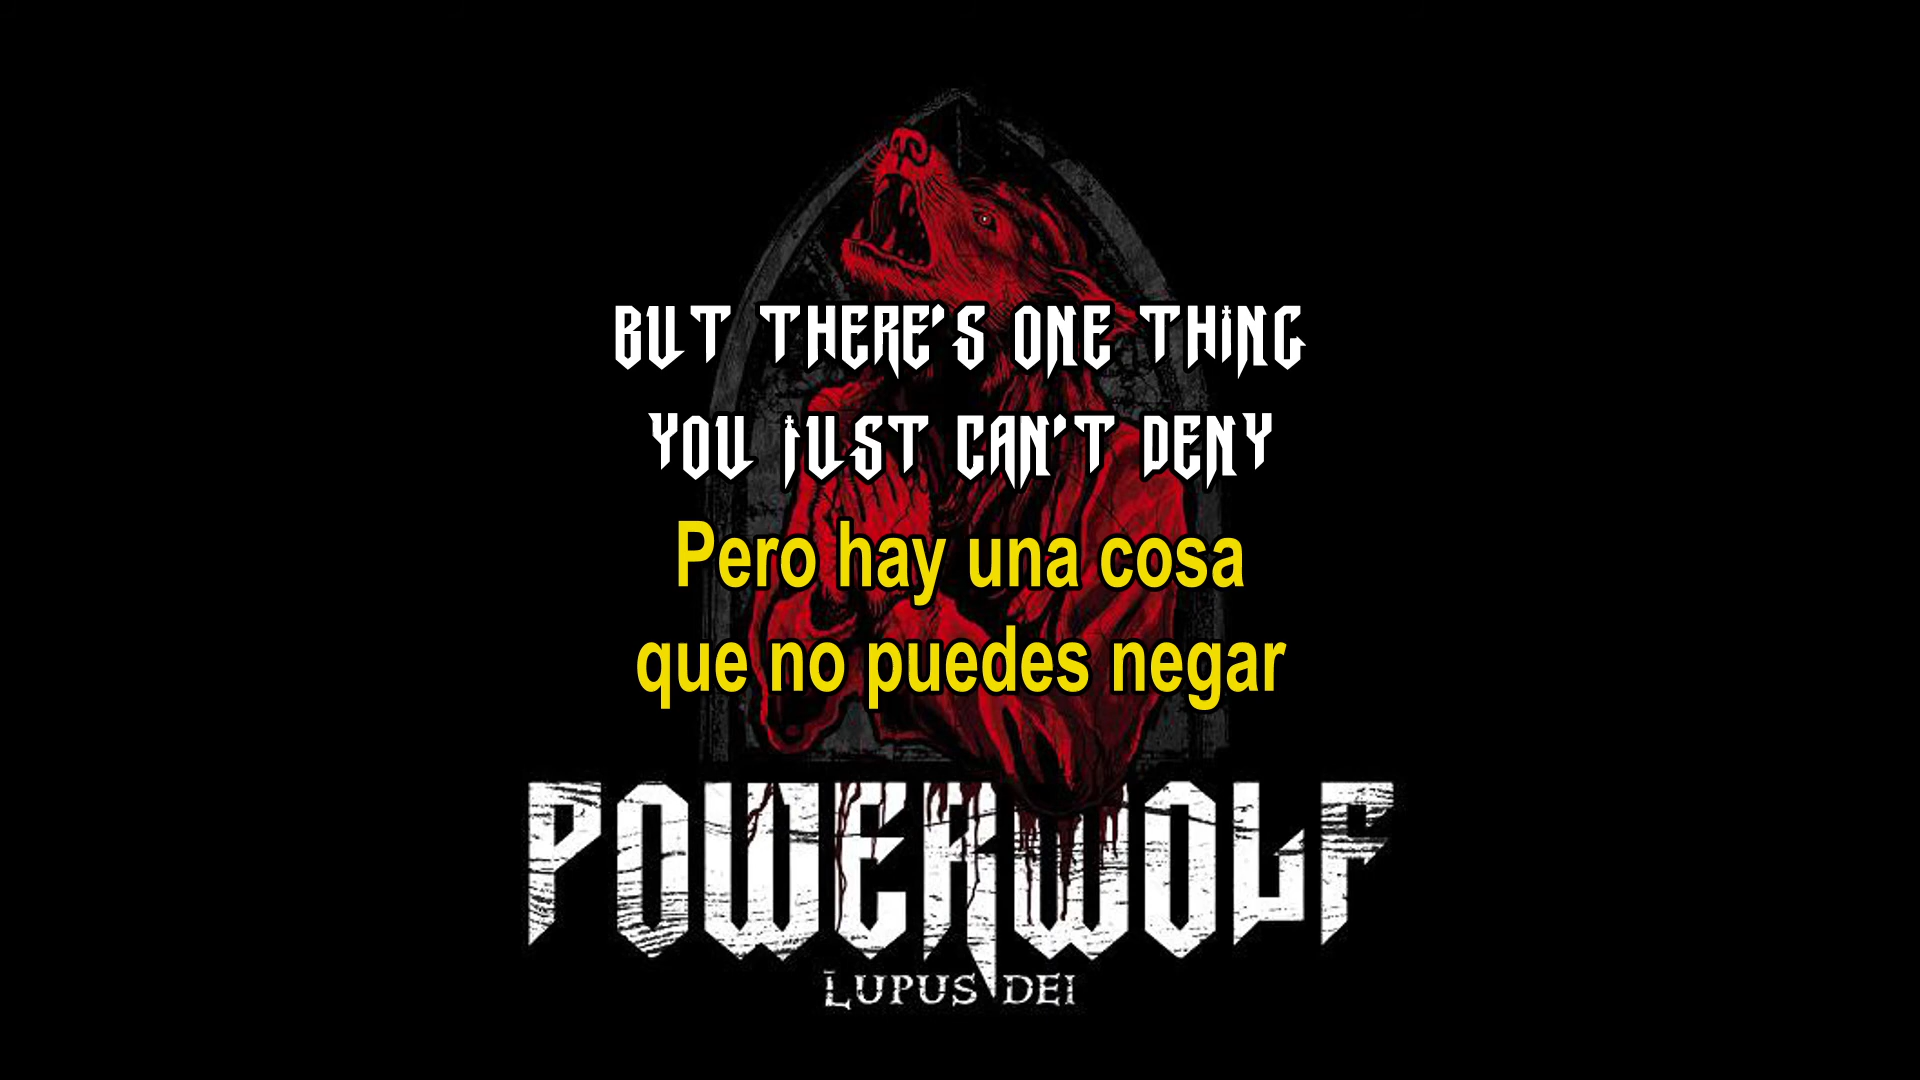 BUT THERE'S ONE THING
YOU JUST CAN'T DENY
Pero hay una cosa
que no puedes negar
POWERWOLF
LUPUS DEI